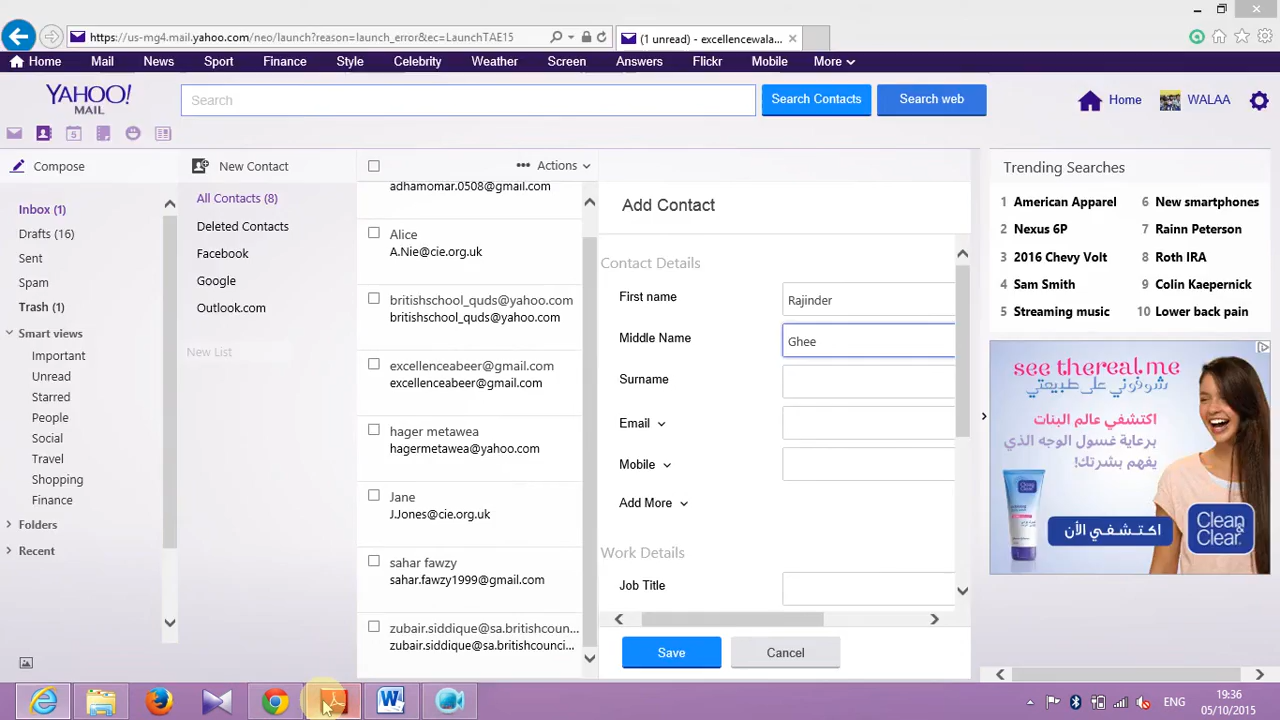 https://us-mg4.mail.yahoo.com/neo/launch?reason=launch_error&ec=LaunchTAE15
(1 unread) - excellencewala...
Home Mail News Sport Finance Style Celebrity Weather Screen Answers Flickr Mobile More
YAHOO!
MAIL
Search
Search Contacts
Search web
Home
WALAA
Compose
Inbox (1)
Drafts (16)
Sent
Spam
Trash (1)
Smart views
Important
Unread
Starred
People
Social
Travel
Shopping
Finance
Folders
Recent
New Contact
All Contacts (8)
Deleted Contacts
Facebook
Google
Outlook.com
New List
••• Actions
adhamomar.0508@gmail.com
Alice
A.Nie@cie.org.uk
britishschool_quds@yahoo.com
britishschool_quds@yahoo.com
excellenceabeer@gmail.com
excellenceabeer@gmail.com
hager metawea
hagermetawea@yahoo.com
Jane
J.Jones@cie.org.uk
sahar fawzy
sahar.fawzy1999@gmail.com
zubair.siddique@sa.britishcoun...
zubair.siddique@sa.britishcounci...
Add Contact
Contact Details
First name Rajinder
Middle Name Ghee
Surname
Email
Mobile
Add More
Work Details
Job Title
Save
Cancel
Trending Searches
1 American Apparel
2 Nexus 6P
3 2016 Chevy Volt
4 Sam Smith
5 Streaming music
6 New smartphones
7 Rainn Peterson
8 Roth IRA
9 Colin Kaepernick
10 Lower back pain
see thereal.me
شوفوني على طبيعتي
اكتشفي عالم البنات
برعاية غسول الوجه الذي
يفهم بشرتك!
اكتشفي الأن
Clean & Clear
ENG
19:36
05/10/2015